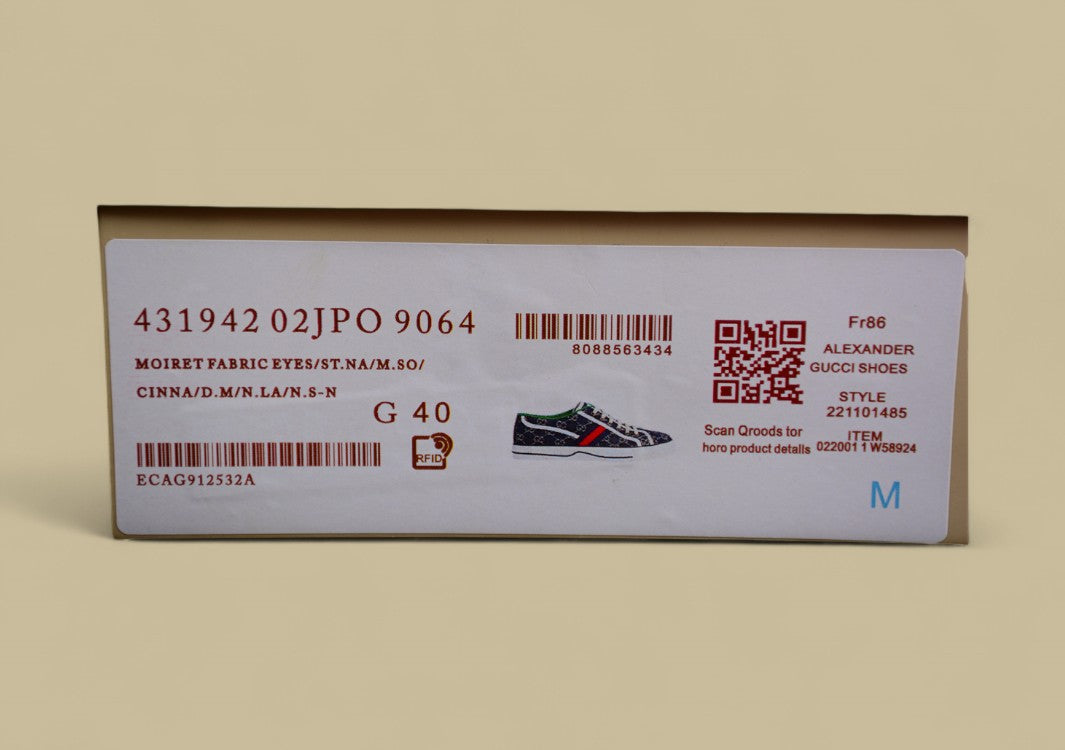 431942 02JPO 9064
MOIRET FABRIC EYES/ST.NA/M.SO/
CINNA/D.M/N.LA/N.S-N
G 40
RFID
ECAG912532A
8088563434
Scan Qroods tor
horo product detalls
Fr86
ALEXANDER
GUCCI SHOES
STYLE
221101485
ITEM
022001 1 W58924
M